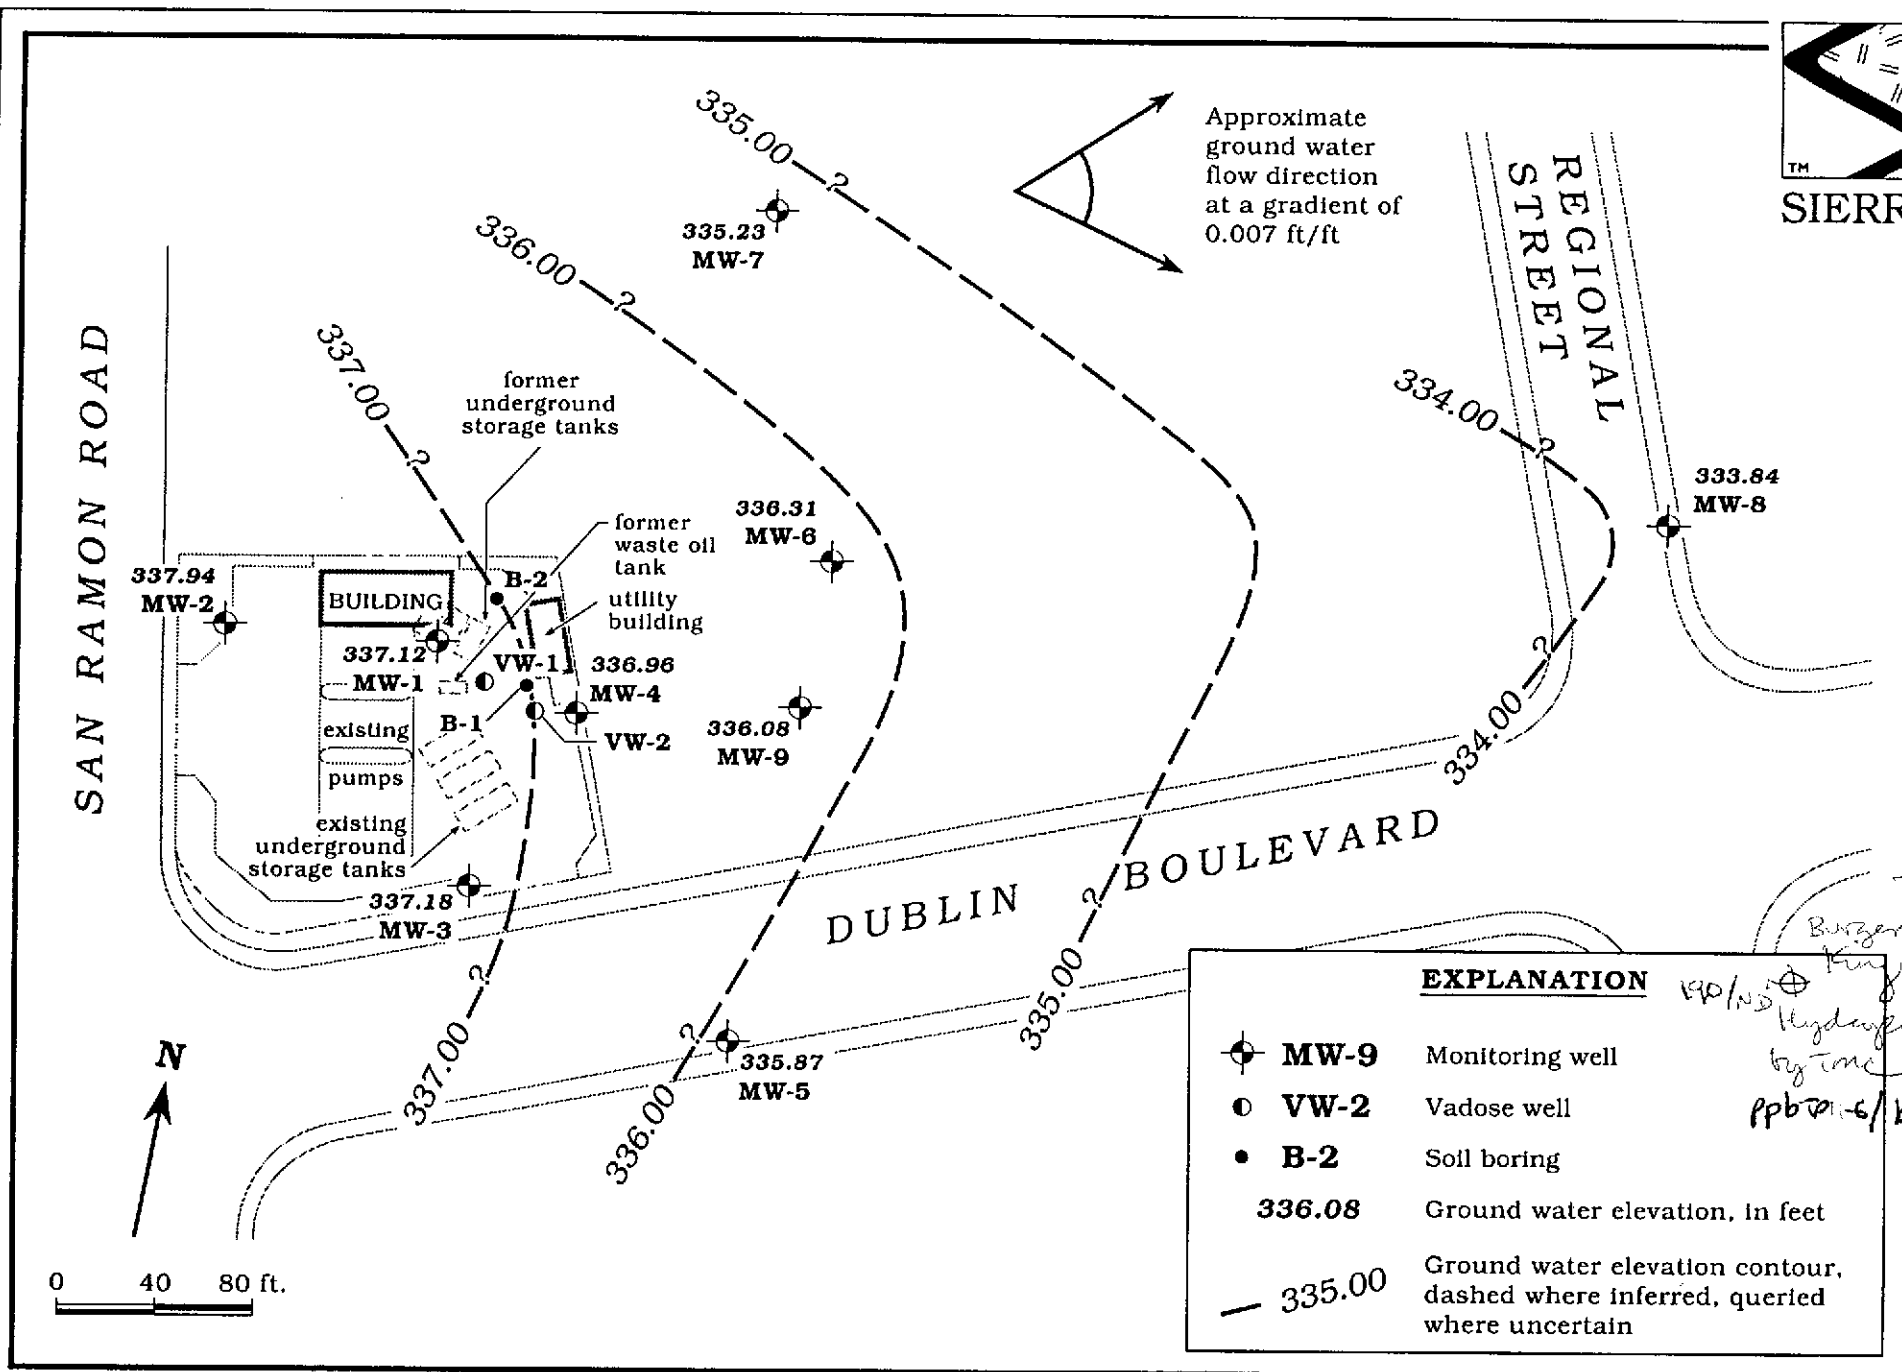 335.00
?
Approximate
ground water
flow direction
at a gradient of
0.007 ft/ft
REGIONAL
STREET
TM
SIERR
335.23
MW-7
336.00
?
337.00
?
SAN RAMON ROAD
former
underground
storage tanks
334.00
?
333.84
MW-8
336.31
MW-6
former
waste oil
tank
337.94
MW-2
BUILDING
B-2
utility
building
337.12
MW-1
VW-1
336.96
MW-4
B-1
VW-2
336.08
MW-9
?
334.00
existing
pumps
existing
underground
storage tanks
337.18
MW-3
DUBLIN BOULEVARD
?
337.00
?
336.00
335.87
MW-5
?
335.00
N
0 40 80 ft.
EXPLANATION
MW-9 Monitoring well
VW-2 Vadose well
B-2 Soil boring
336.08 Ground water elevation, in feet
335.00 Ground water elevation contour,
dashed where inferred, queried
where uncertain
Burger
King
by TMC